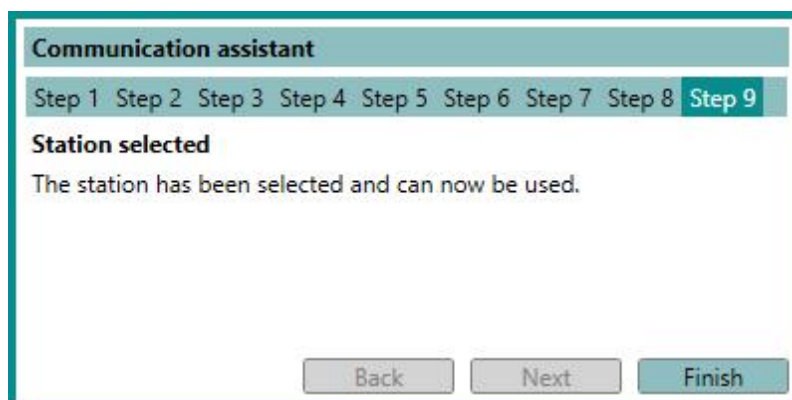 Communication assistant
Step 1 Step 2 Step 3 Step 4 Step 5 Step 6 Step 7 Step 8 Step 9
Station selected
The station has been selected and can now be used.
Back Next Finish